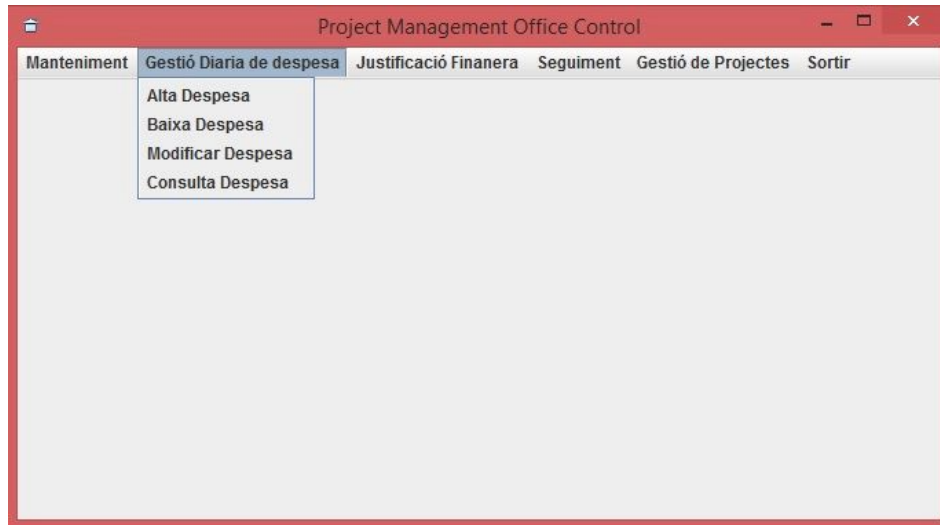 Project Management Office Control
Manteniment Gestió Diaria de despesa Justificació Finanera Seguiment Gestió de Projectes Sortir
Alta Despesa
Baixa Despesa
Modificar Despesa
Consulta Despesa